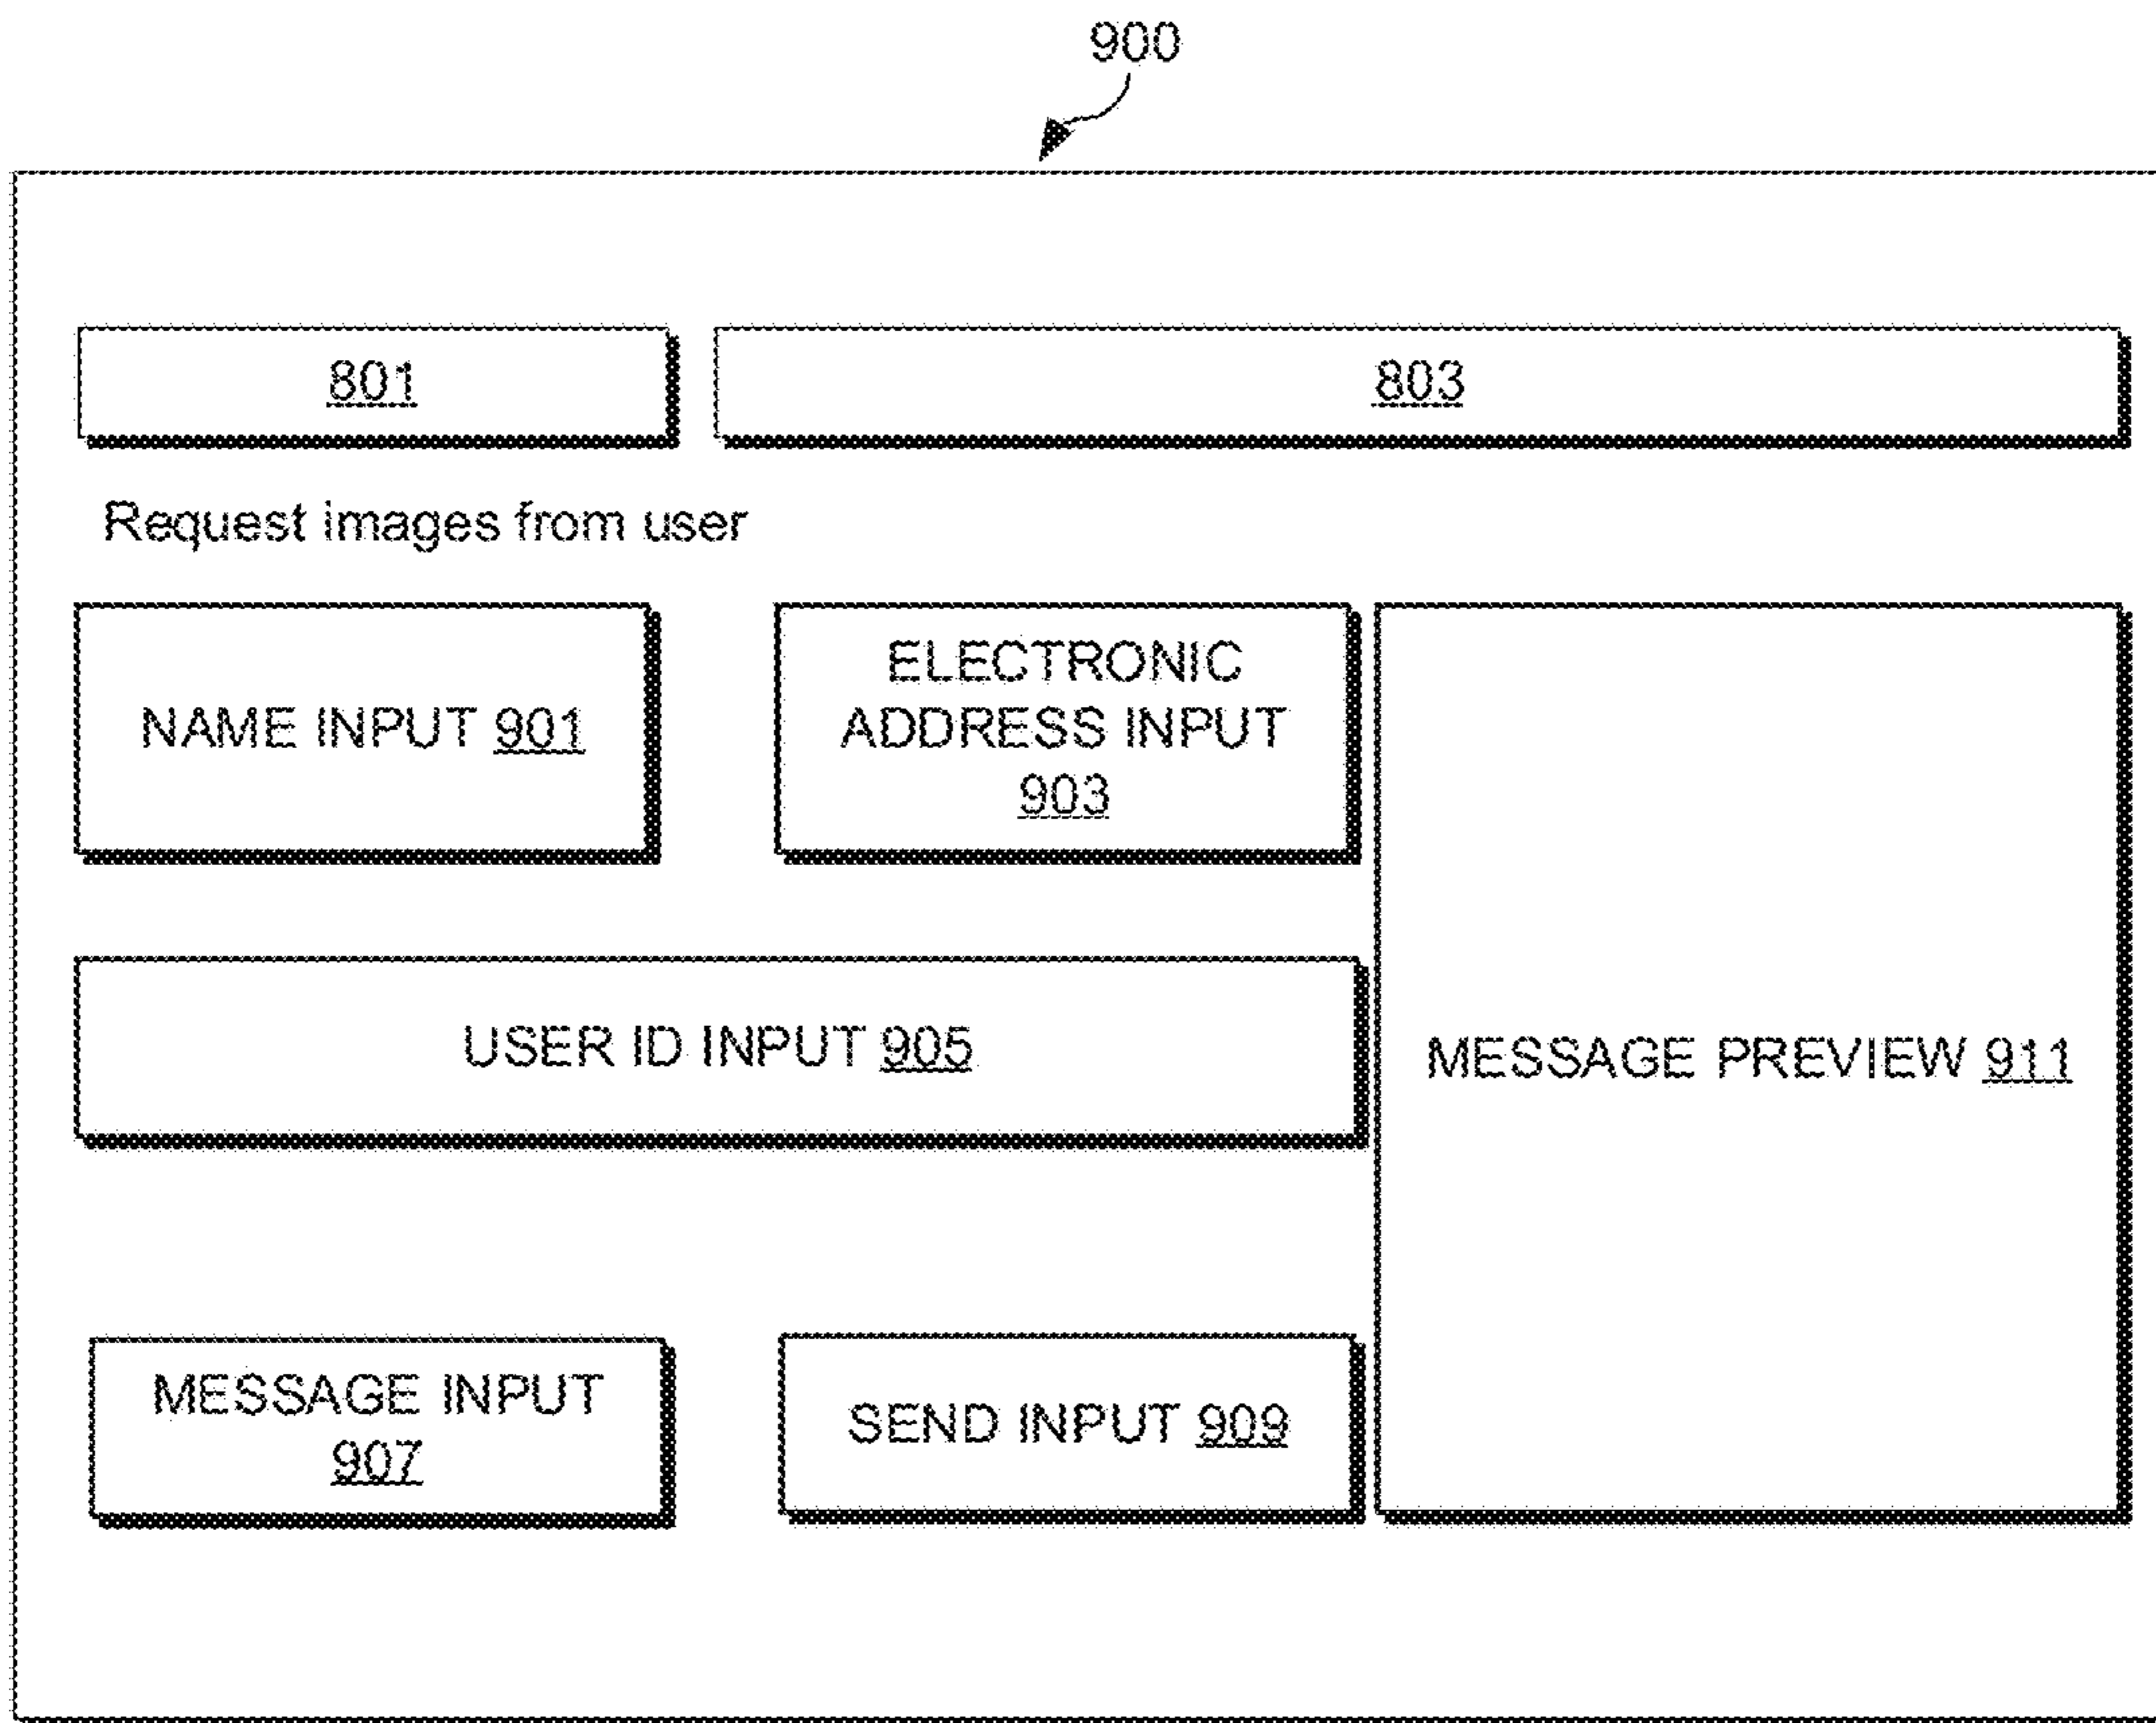 900
801
803
Request images from user
NAME INPUT 901
ELECTRONIC
ADDRESS INPUT
903
USER ID INPUT 905
MESSAGE PREVIEW 911
MESSAGE INPUT
907
SEND INPUT 909